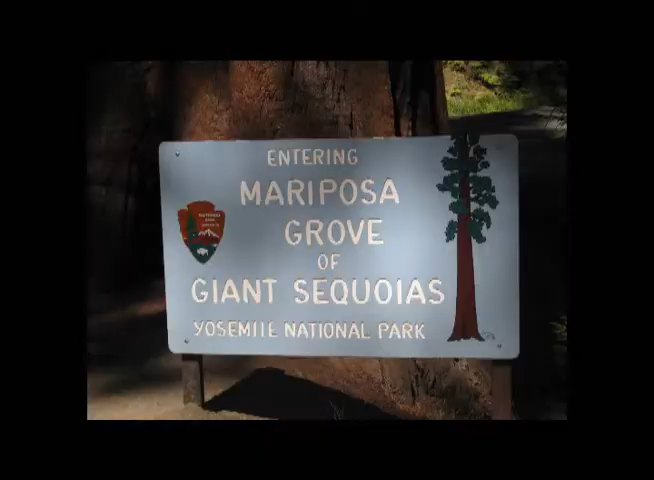 ENTERING
MARIPOSA
GROVE
OF
GIANT SEQUOIAS
YOSEMITE NATIONAL PARK